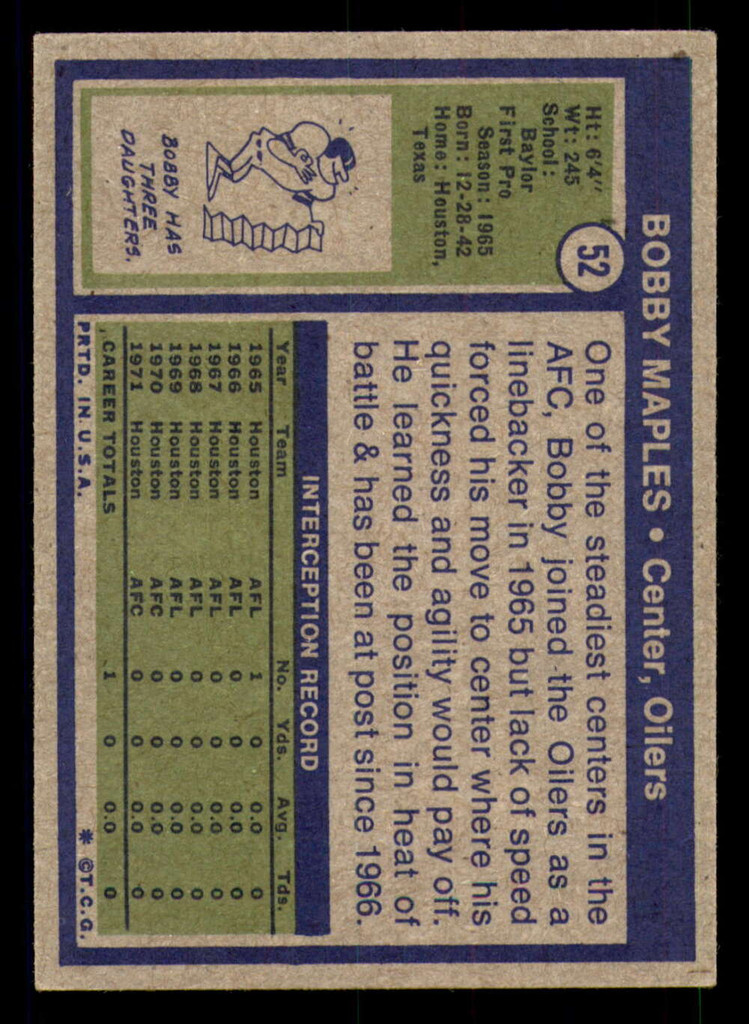 BOBBY MAPLES • Center, Oilers
52
Ht: 6'4"
Wt: 245
School:
Baylor
First Pro
Season: 1965
Born: 12-28-42
Home: Houston,
Texas
BOBBY HAS
THREE
DAUGHTERS.
One of the steadiest centers in the
AFC, Bobby joined the Oilers as a
linebacker in 1965 but lack of speed
forced his move to center where his
quickness and agility would pay off.
He learned the position in heat of
battle & has been at post since 1966.
INTERCEPTION RECORD
Year Team No. Yds. Avg. Tds.
1965 Houston AFL 1 0 0.0 0
1966 Houston AFL 0 0 0.0 0
1967 Houston AFL 0 0 0.0 0
1968 Houston AFL 0 0 0.0 0
1969 Houston AFL 0 0 0.0 0
1970 Houston AFC 0 0 0.0 0
1971 Houston AFC 0 0 0.0 0
CAREER TOTALS 1 0 0.0 0
PRTD. IN U.S.A. * ©T.C.G.